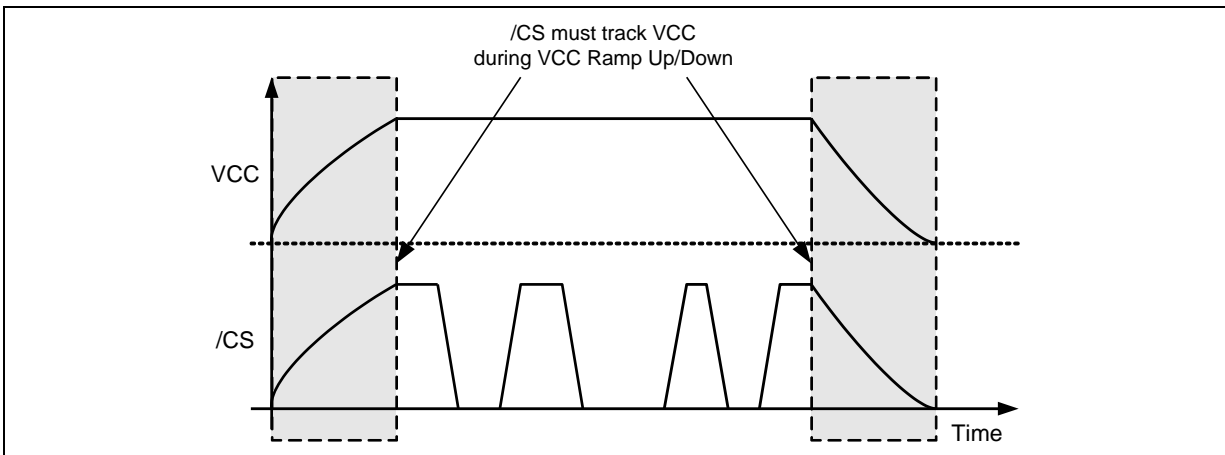 /CS must track VCC
during VCC Ramp Up/Down
VCC
/CS
Time